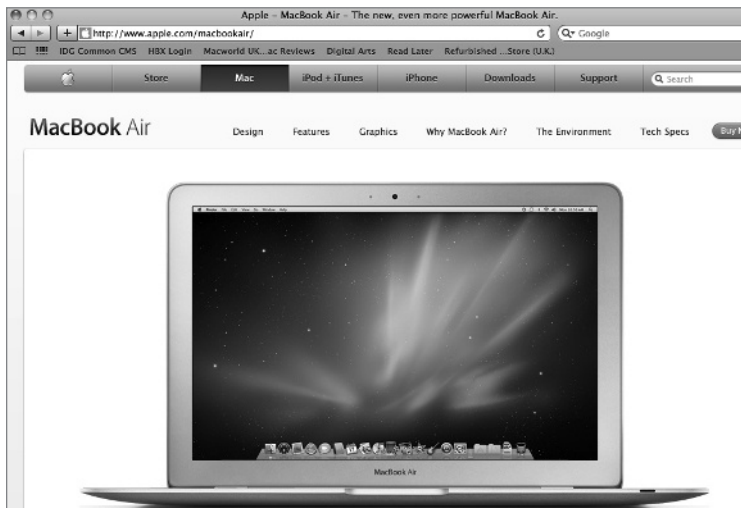 Apple – MacBook Air – The new, even more powerful MacBook Air.
http://www.apple.com/macbookair/ Google
IDG Common CMS HBX Login Macworld UK...ac Reviews Digital Arts Read Later Refurbished ...Store (U.K.)
Store Mac iPod + iTunes iPhone Downloads Support Search
MacBook Air Design Features Graphics Why MacBook Air? The Environment Tech Specs Buy
MacBook Air